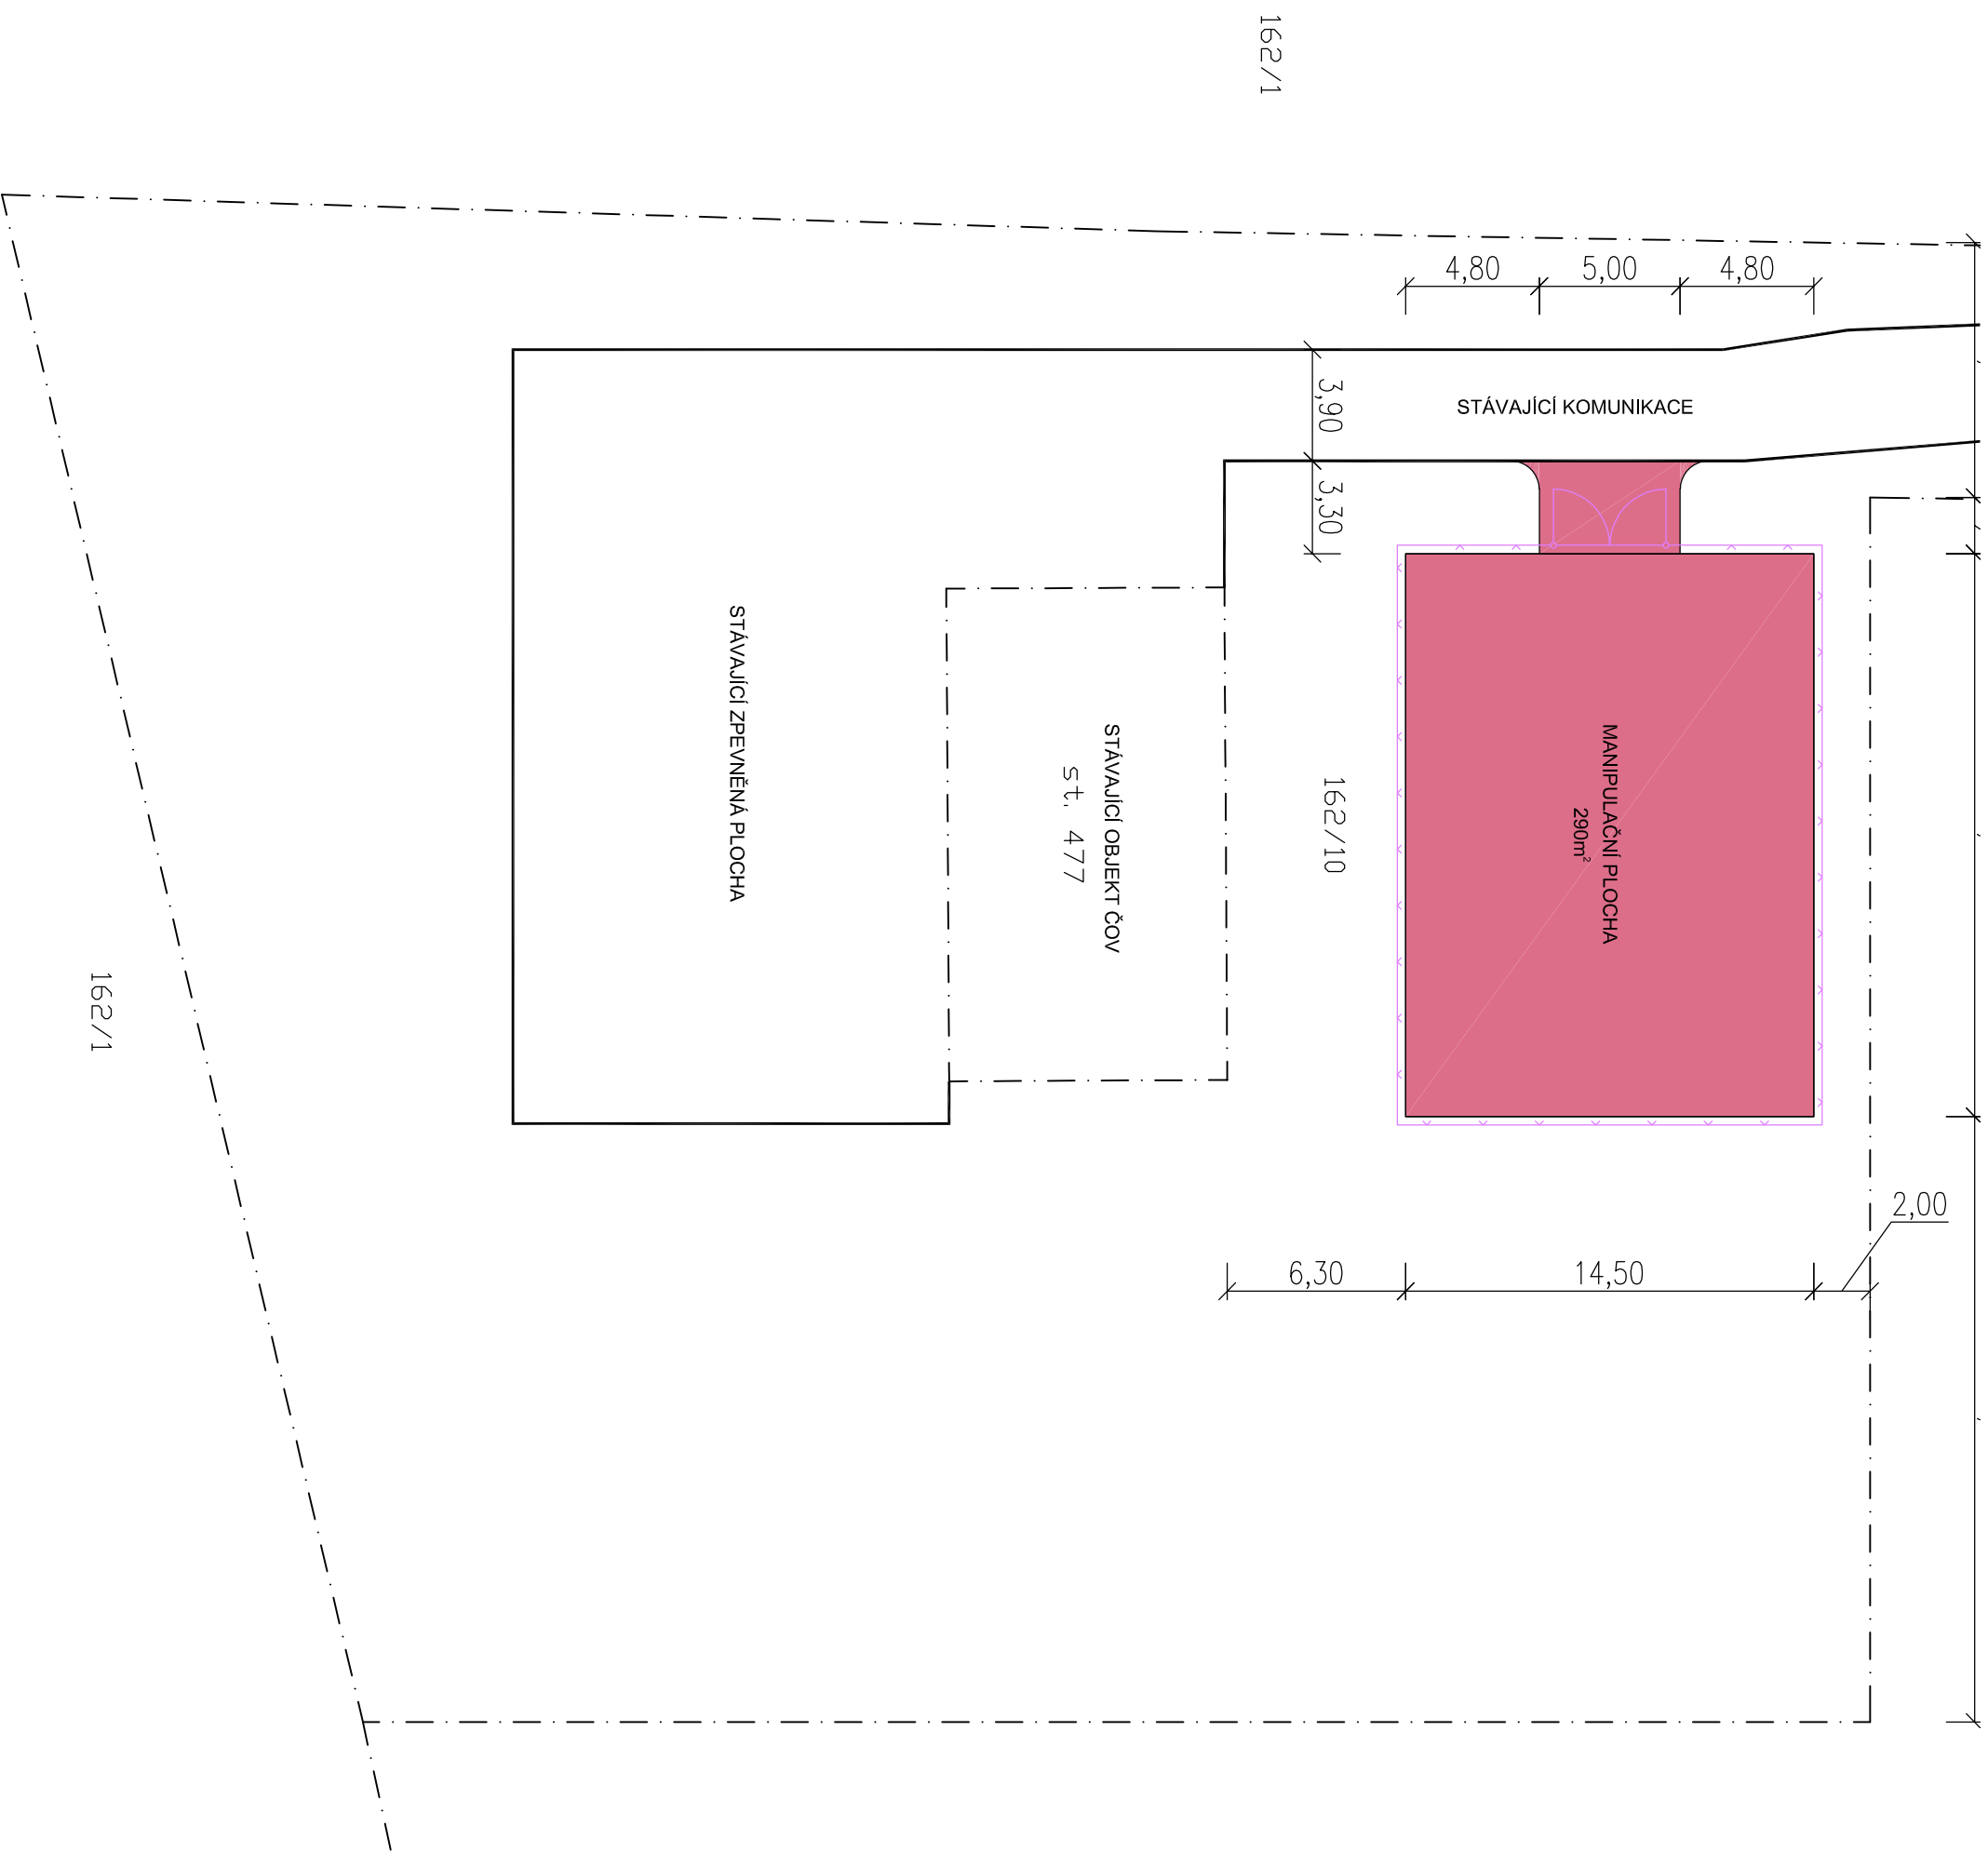 162/1
4,80
5,00
4,80
3,90
STÁVAJÍCÍ KOMUNIKACE
3,30
STÁVAJÍCÍ ZPEVNĚNÁ PLOCHA
STÁVAJÍCÍ OBJEKT ČOV
st. 477
162/10
MANIPULAČNÍ PLOCHA
290m²
162/1
2,00
6,30
14,50